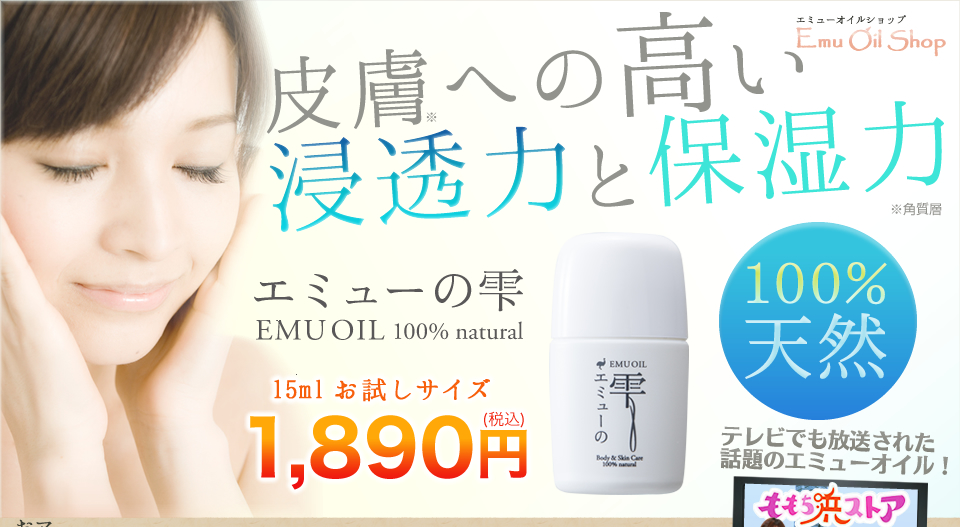 エミューオイルショップ
Emu Oil Shop
皮膚への高い
※
浸透力と保湿力
※角質層
エミューの雫
EMU OIL 100% natural
15ml お試しサイズ
1,890円
(税込)
EMU OIL
エミューの
雫
Body & Skin Care
100% natural
100%
天然
テレビでも放送された
話題のエミューオイル！
ももち浜ストア